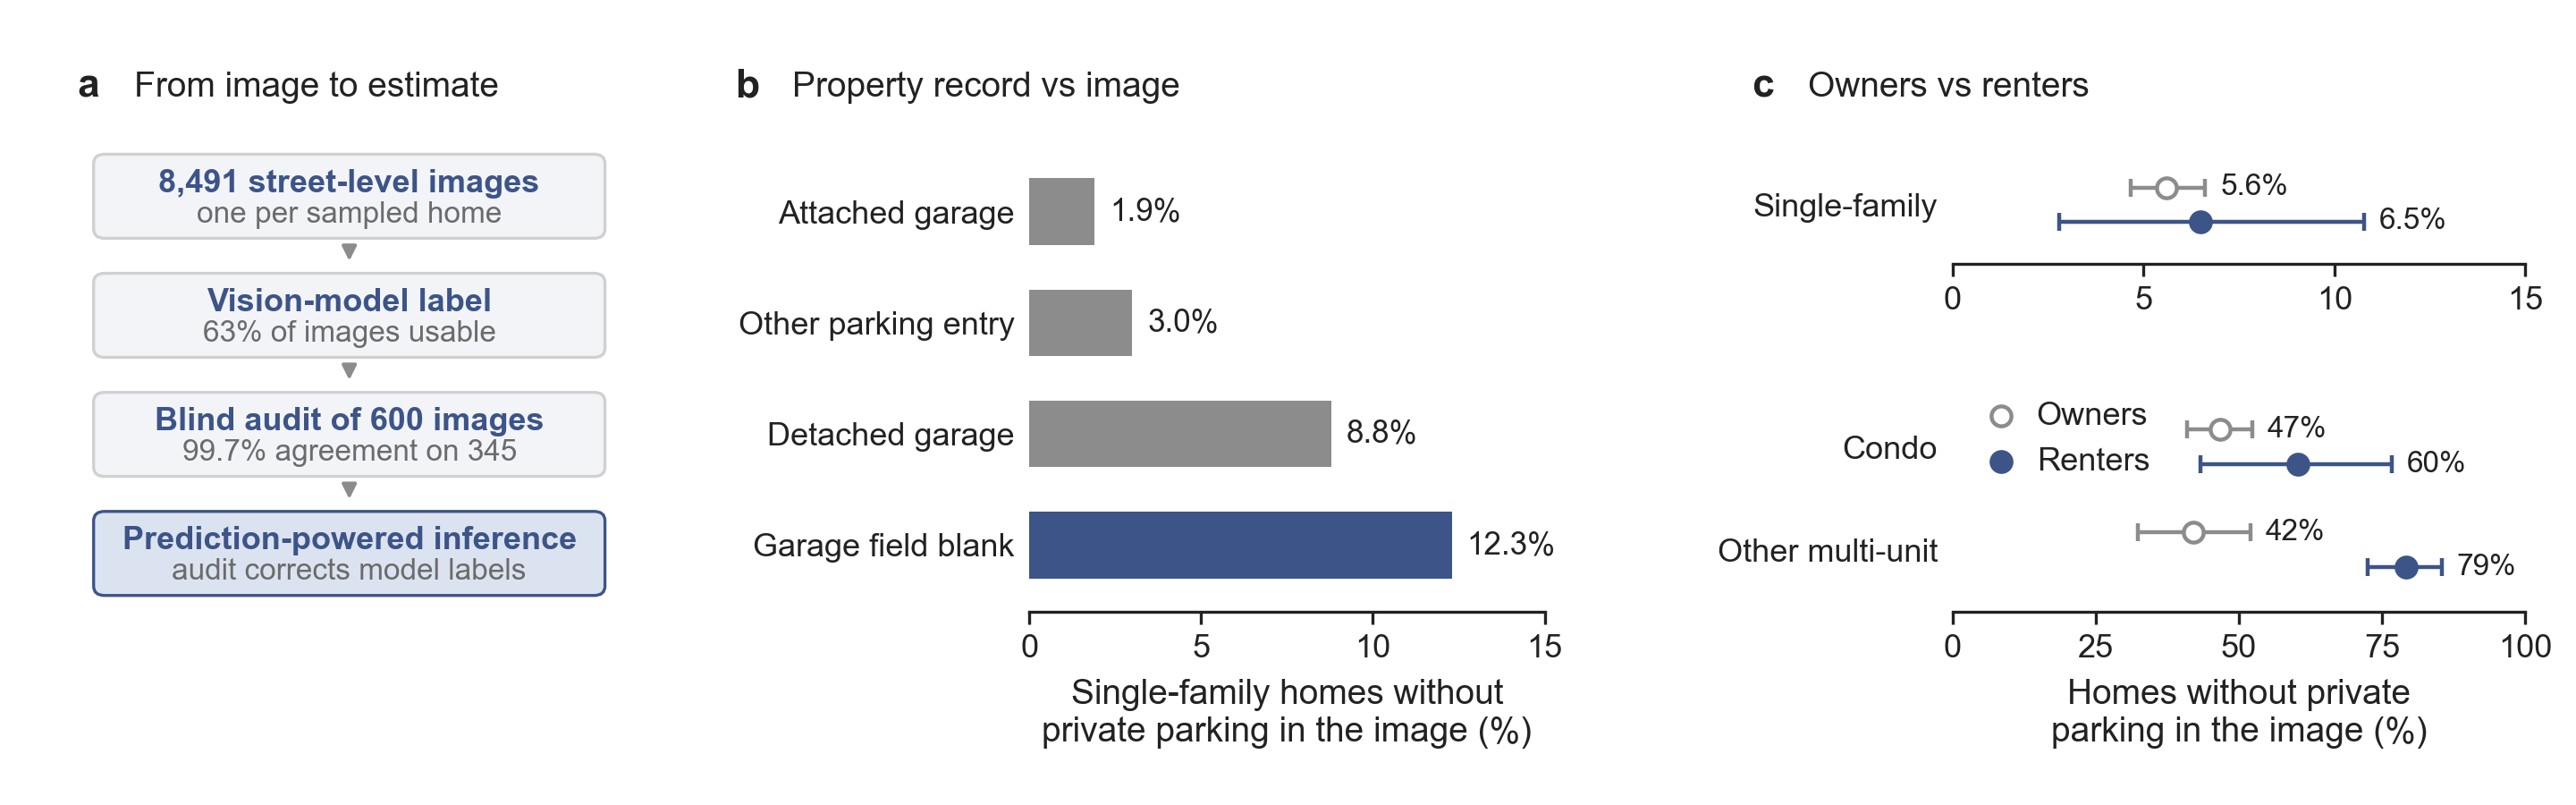 a From image to estimate
8,491 street-level images
one per sampled home
Vision-model label
63% of images usable
Blind audit of 600 images
99.7% agreement on 345
Prediction-powered inference
audit corrects model labels
b Property record vs image
Attached garage 1.9%
Other parking entry 3.0%
Detached garage 8.8%
Garage field blank 12.3%
0 5 10 15
Single-family homes without
private parking in the image (%)
c Owners vs renters
Single-family
5.6%
6.5%
0 5 10 15
Owners
Renters
Condo
47%
60%
Other multi-unit
42%
79%
0 25 50 75 100
Homes without private
parking in the image (%)